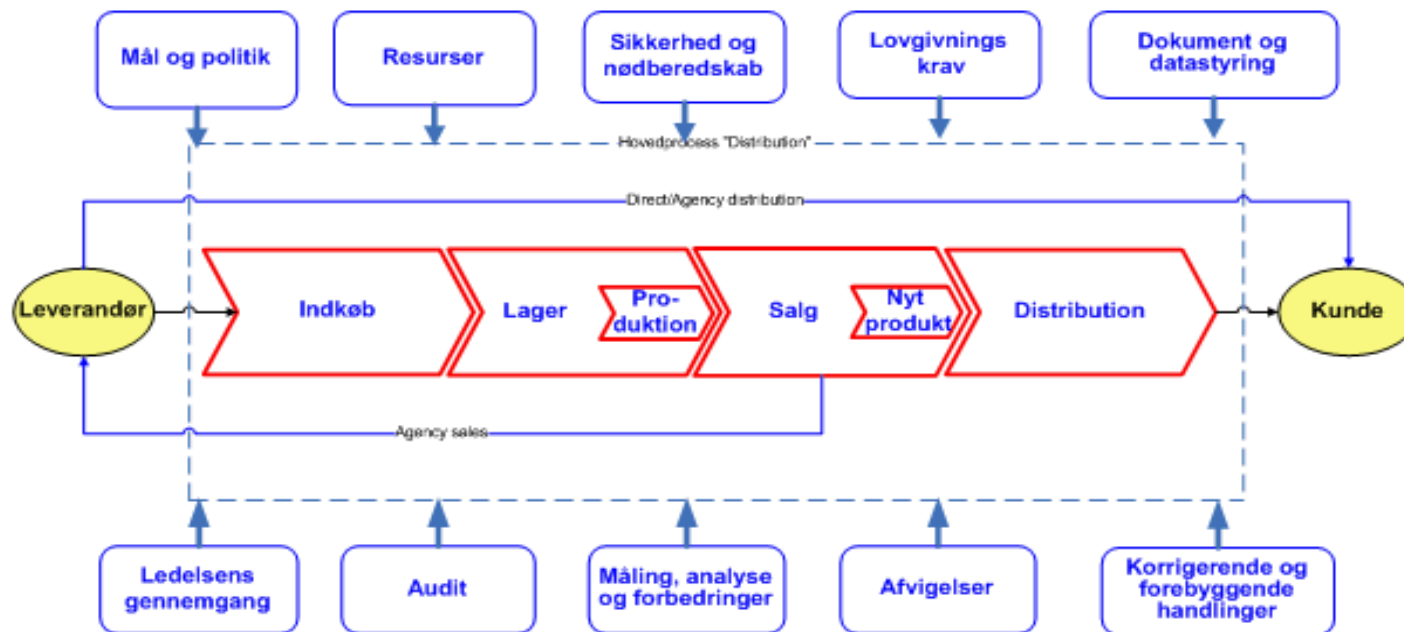 Mål og politik
Resurser
Sikkerhed og
nødberedskab
Lovgivnings
krav
Dokument og
datastyring
Hovedprocess "Distribution"
Direct/Agency distribution
Leverandør
Indkøb
Lager
Pro-
duktion
Salg
Nyt
produkt
Distribution
Kunde
Agency sales
Ledelsens
gennemgang
Audit
Måling, analyse
og forbedringer
Afvigelser
Korrigerende og
forebyggende
handlinger